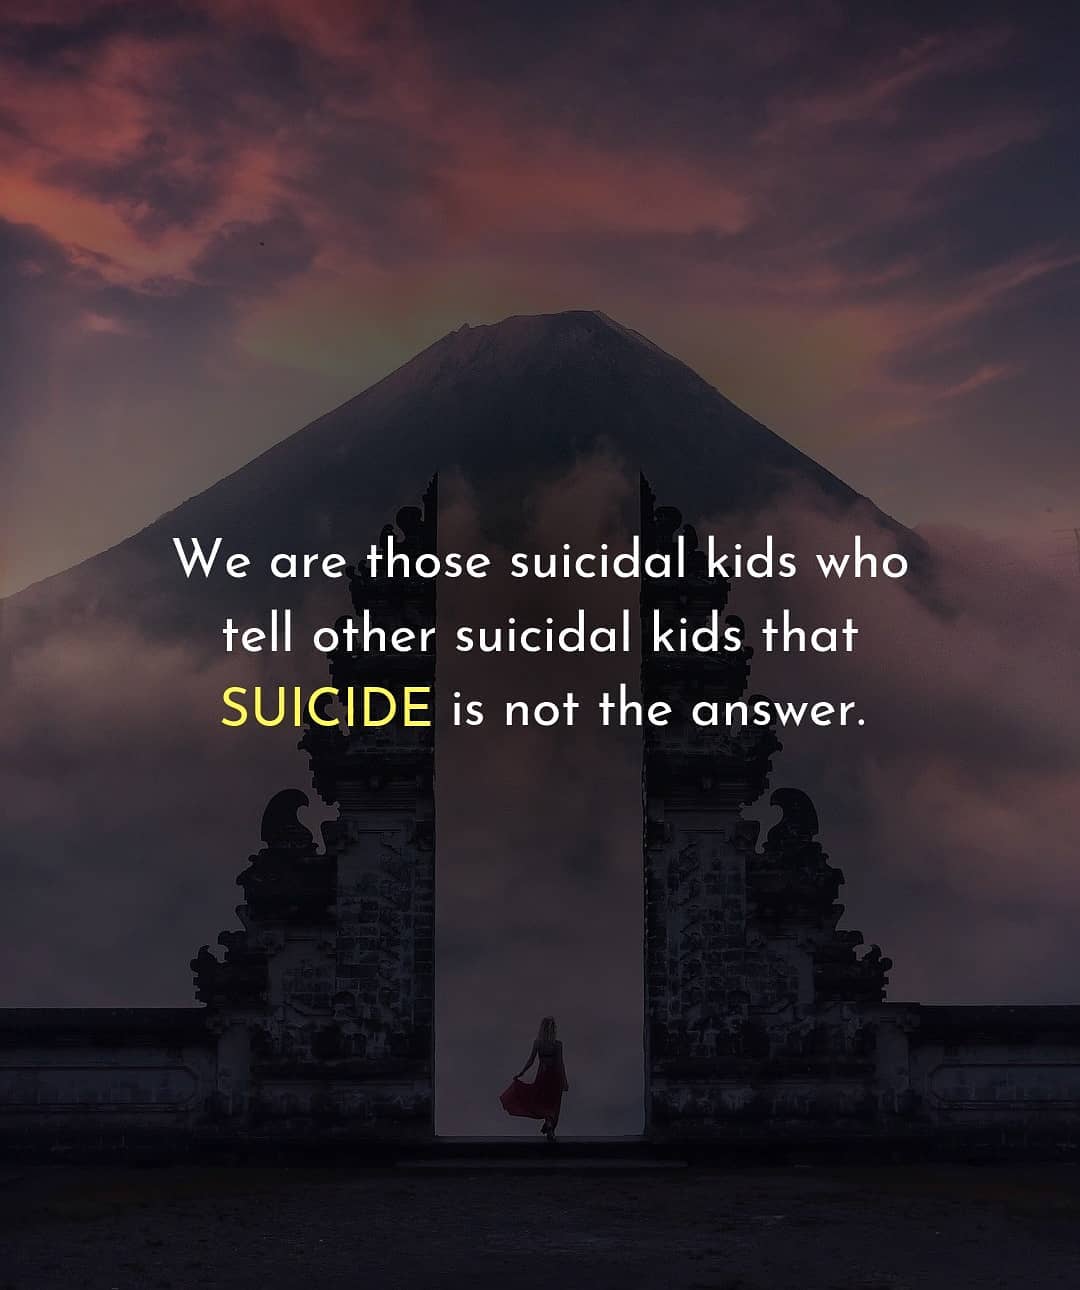 We are those suicidal kids who
tell other suicidal kids that
SUICIDE is not the answer.